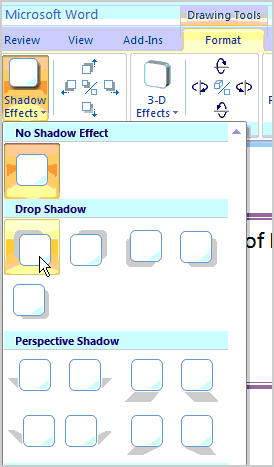 Microsoft Word Drawing Tools
Review View Add-Ins Format
Shadow Effects 3-D Effects
No Shadow Effect
Drop Shadow
of
Perspective Shadow